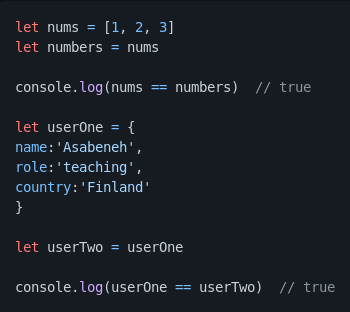 let nums = [1, 2, 3]
let numbers = nums
console.log(nums == numbers)  // true
let userOne = {
name:'Asabeneh',
role:'teaching',
country:'Finland'
}
let userTwo = userOne
console.log(userOne == userTwo)  // true